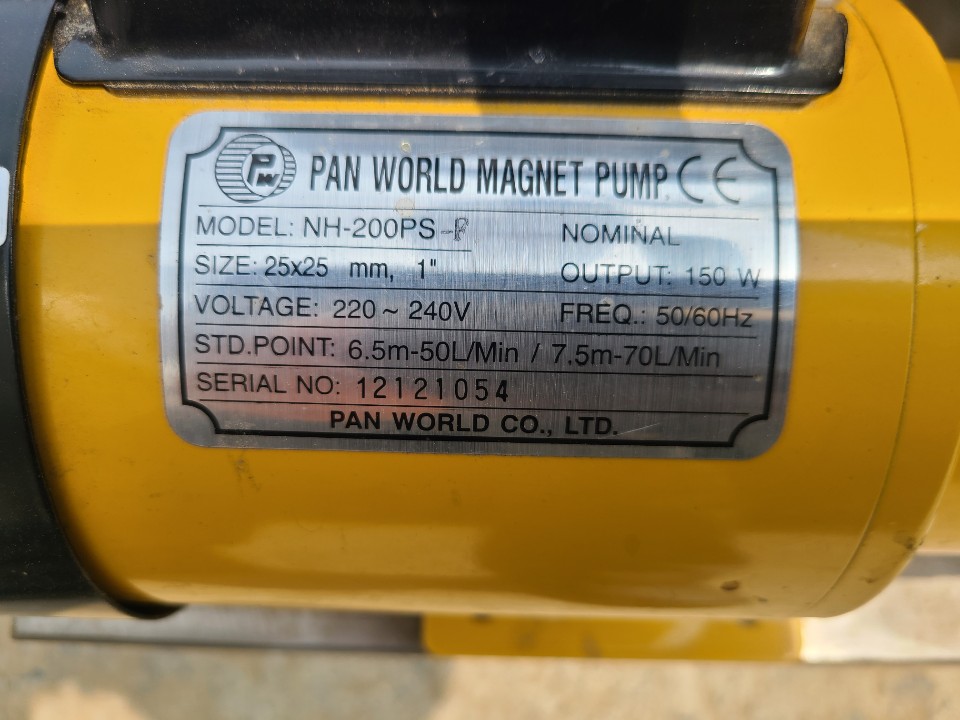 PW PAN WORLD MAGNET PUMP CE
MODEL: NH-200PS-F NOMINAL
SIZE: 25x25 mm, 1" OUTPUT: 150 W
VOLTAGE: 220 ~ 240V FREQ.: 50/60Hz
STD.POINT: 6.5m-50L/Min / 7.5m-70L/Min
SERIAL NO: 12121054
PAN WORLD CO., LTD.